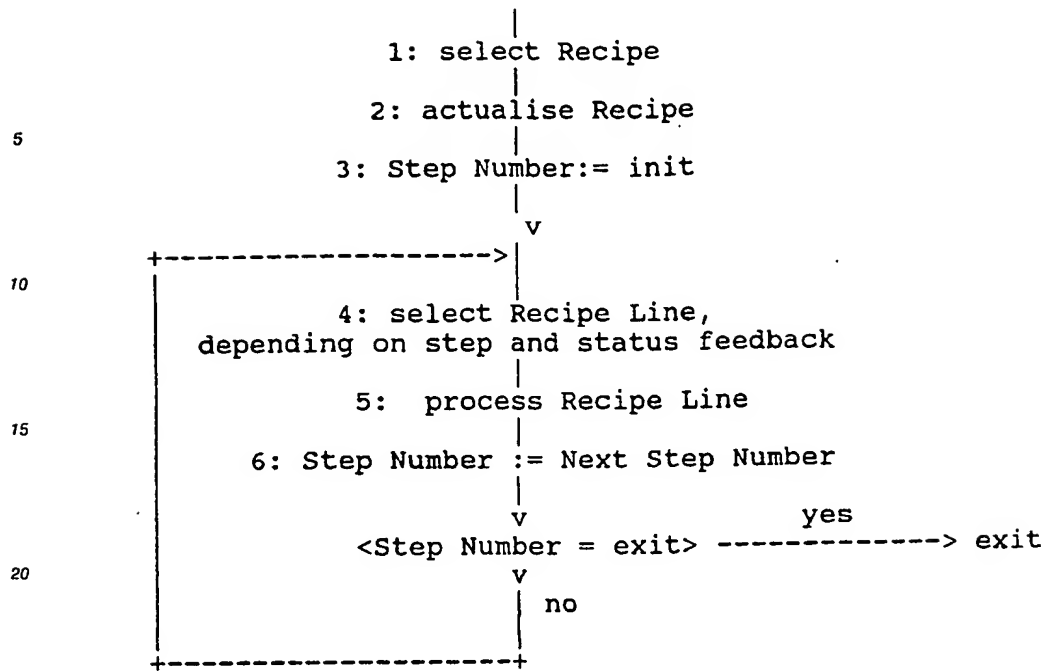 1: select Recipe
2: actualise Recipe
5
3: Step Number:= init
v
+-------------------->
10
4: select Recipe Line,
depending on step and status feedback
5: process Recipe Line
15
6: Step Number := Next Step Number
v yes
<Step Number = exit> -------------> exit
20 v
no
+---------------------+